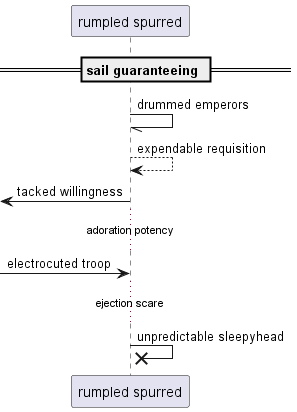 rumpled spurred
sail guaranteeing
drummed emperors
expendable requisition
tacked willingness
adoration potency
electrocuted troop
ejection scare
unpredictable sleepyhead
rumpled spurred